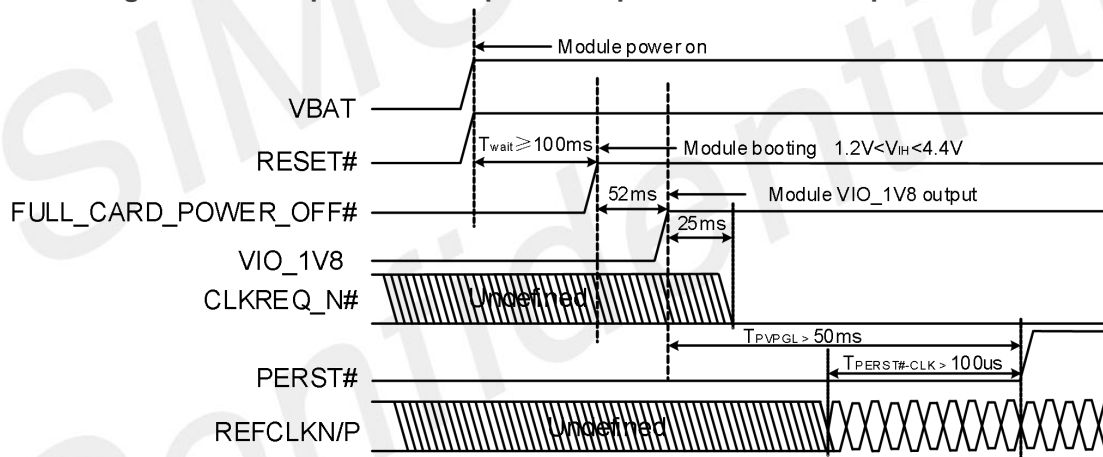 Module power on
VBAT
RESET#
Twait≥100ms
Module booting 1.2V<VIH<4.4V
FULL_CARD_POWER_OFF#
52ms
Module VIO_1V8 output
25ms
VIO_1V8
CLKREQ_N#
Undefined
TPVPGL>50ms
TPERST#-CLK>100us
PERST#
REFCLKN/P
Undefined